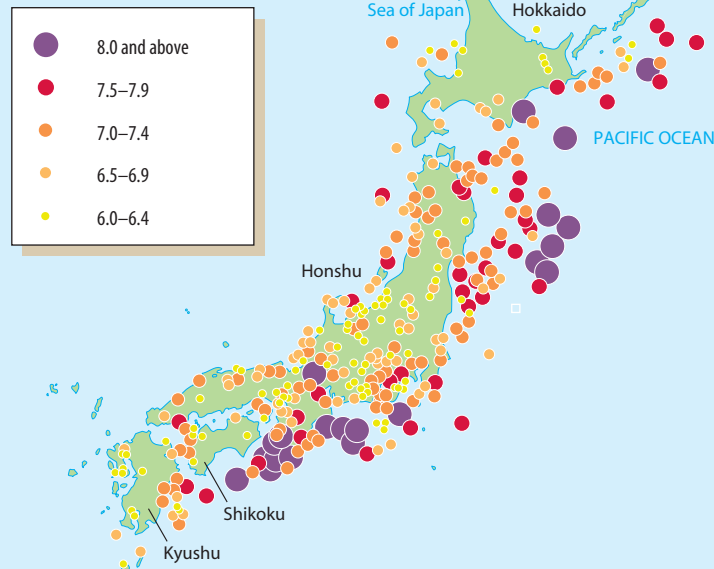 Sea of Japan
Hokkaido
8.0 and above
7.5–7.9
7.0–7.4
6.5–6.9
6.0–6.4
PACIFIC OCEAN
Honshu
Shikoku
Kyushu